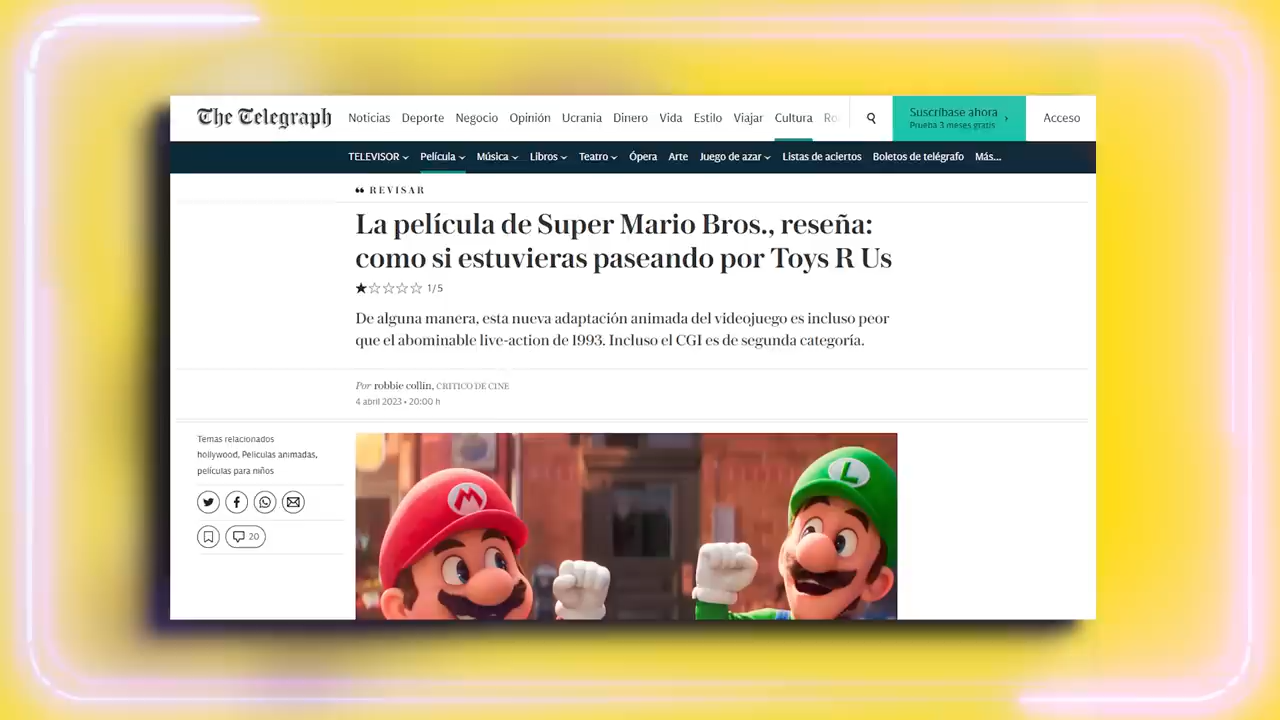 The Telegraph
Noticias Deporte Negocio Opinión Ucrania Dinero Vida Estilo Viajar Cultura
Suscríbase ahora
Prueba 3 meses gratis
Acceso
TELEVISOR Película Música Libros Teatro Ópera Arte Juego de azar Listas de aciertos Boletos de telégrafo Más...
REVISAR
La película de Super Mario Bros., reseña:
como si estuvieras paseando por Toys R Us
1/5
De alguna manera, esta nueva adaptación animada del videojuego es incluso peor
que el abominable live-action de 1993. Incluso el CGI es de segunda categoría.
Por robbie collin, CRITICO DE CINE
4 abril 2023 • 20:00 h
Temas relacionados
hollywood, Peliculas animadas,
películas para niños
20
M
L